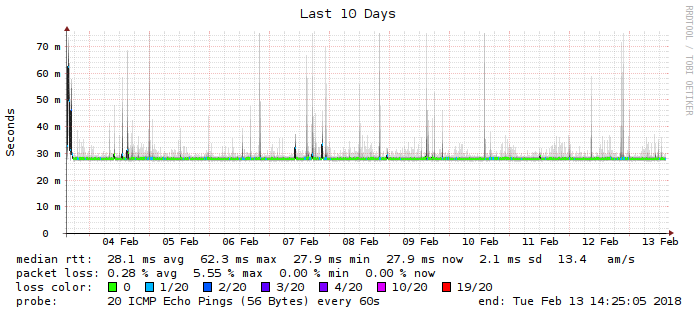 Last 10 Days
RRDTOOL / TOBI OETIKER
Seconds
70 m
60 m
50 m
40 m
30 m
20 m
10 m
0
04 Feb 05 Feb 06 Feb 07 Feb 08 Feb 09 Feb 10 Feb 11 Feb 12 Feb 13 Feb
median rtt: 28.1 ms avg 62.3 ms max 27.9 ms min 27.9 ms now 2.1 ms sd 13.4 am/s
packet loss: 0.28 % avg 5.55 % max 0.00 % min 0.00 % now
loss color: 0 1/20 2/20 3/20 4/20 10/20 19/20
probe: 20 ICMP Echo Pings (56 Bytes) every 60s end: Tue Feb 13 14:25:05 2018